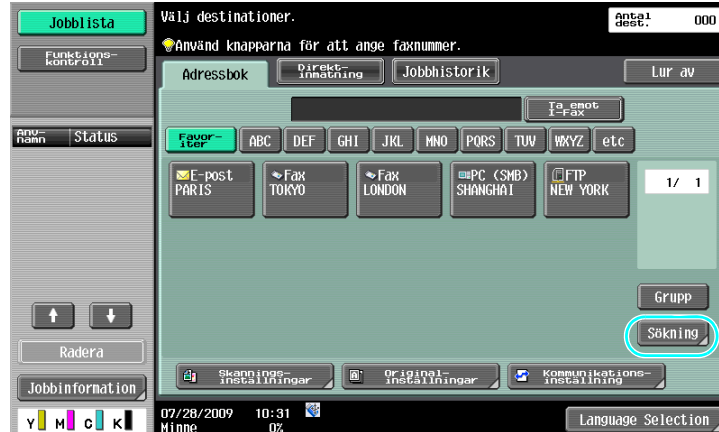 Jobblista
Funktions-
kontroll
Anv-
namn
Status
Radera
Jobbinformation
Y M C K
Välj destinationer.
Antal
dest.
000
Använd knapparna för att ange faxnummer.
Adressbok
Direkt-
inmatning
Jobbhistorik
Lur av
Ta emot
I-Fax
Favor-
iter
ABC
DEF
GHI
JKL
MNO
PQRS
TUV
WXYZ
etc
E-post
PARIS
Fax
TOKYO
Fax
LONDON
PC (SMB)
SHANGHAI
FTP
NEW YORK
1/ 1
Grupp
Sökning
Skannings-
inställningar
Original-
inställningar
Kommunikations-
inställning
07/28/2009 10:31
Minne 0%
Language Selection